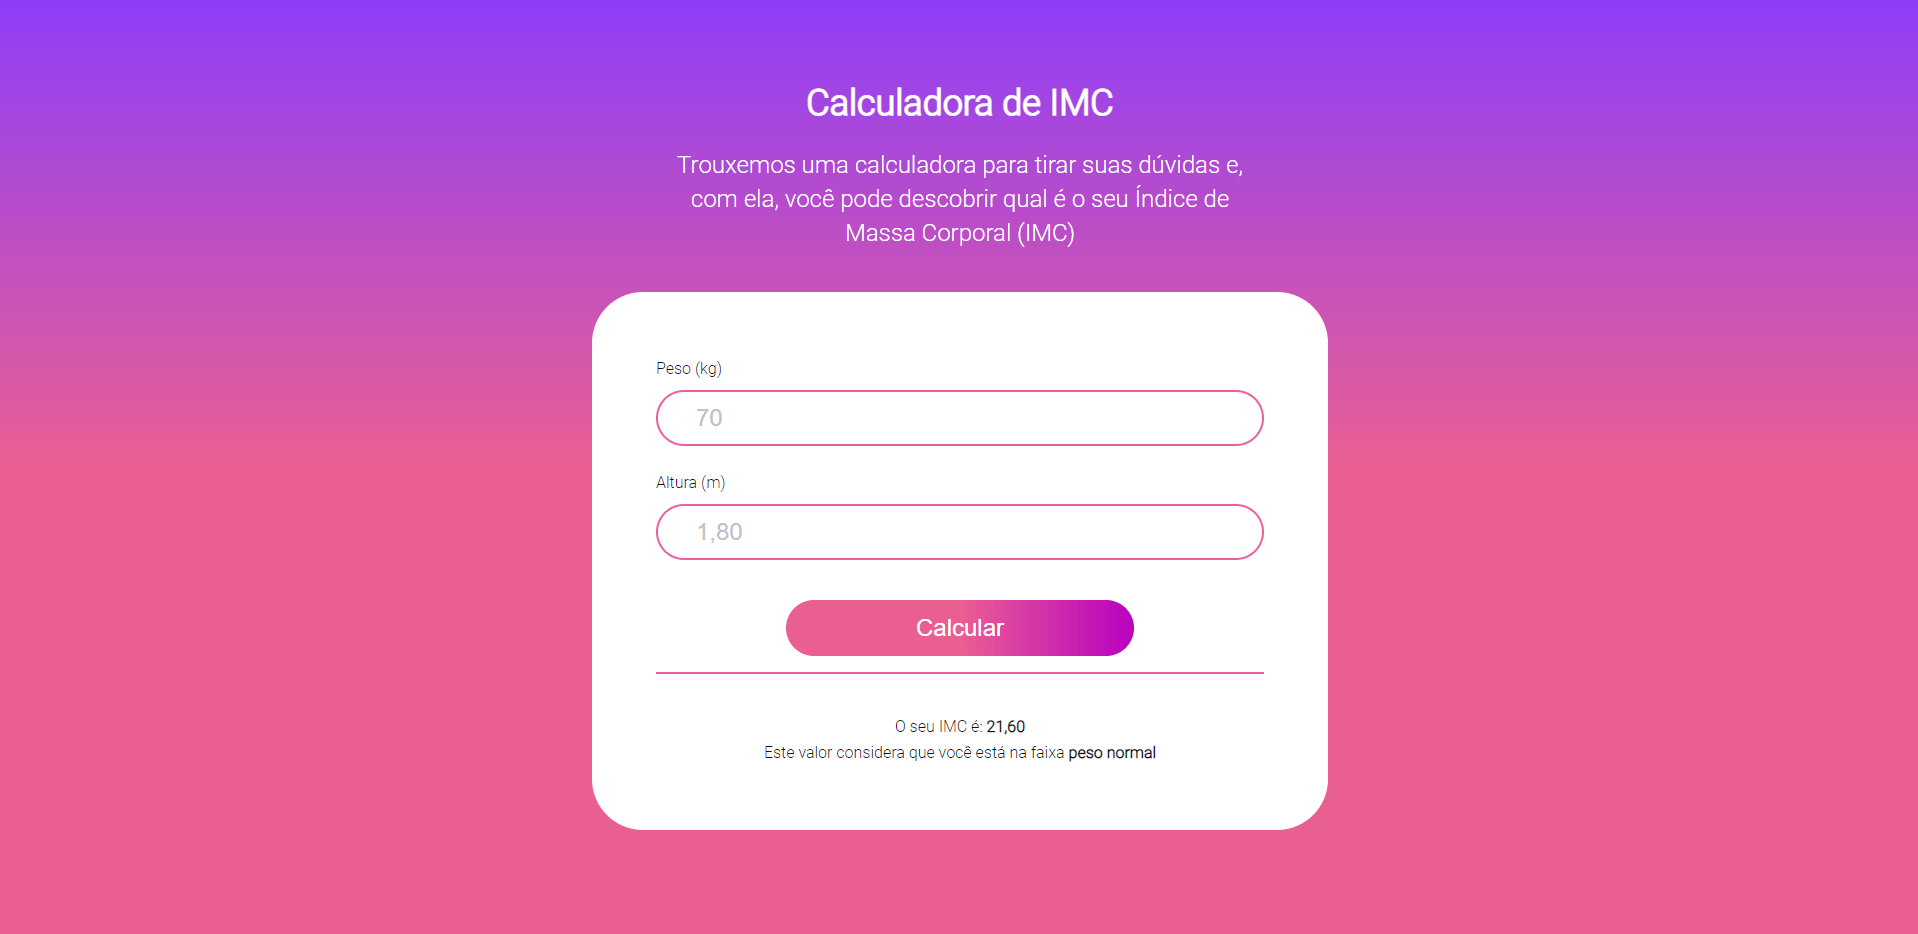 Calculadora de IMC
Trouxemos uma calculadora para tirar suas dúvidas e,
com ela, você pode descobrir qual é o seu Índice de
Massa Corporal (IMC)
Peso (kg)
70
Altura (m)
1,80
Calcular
O seu IMC é: 21,60
Este valor considera que você está na faixa peso normal